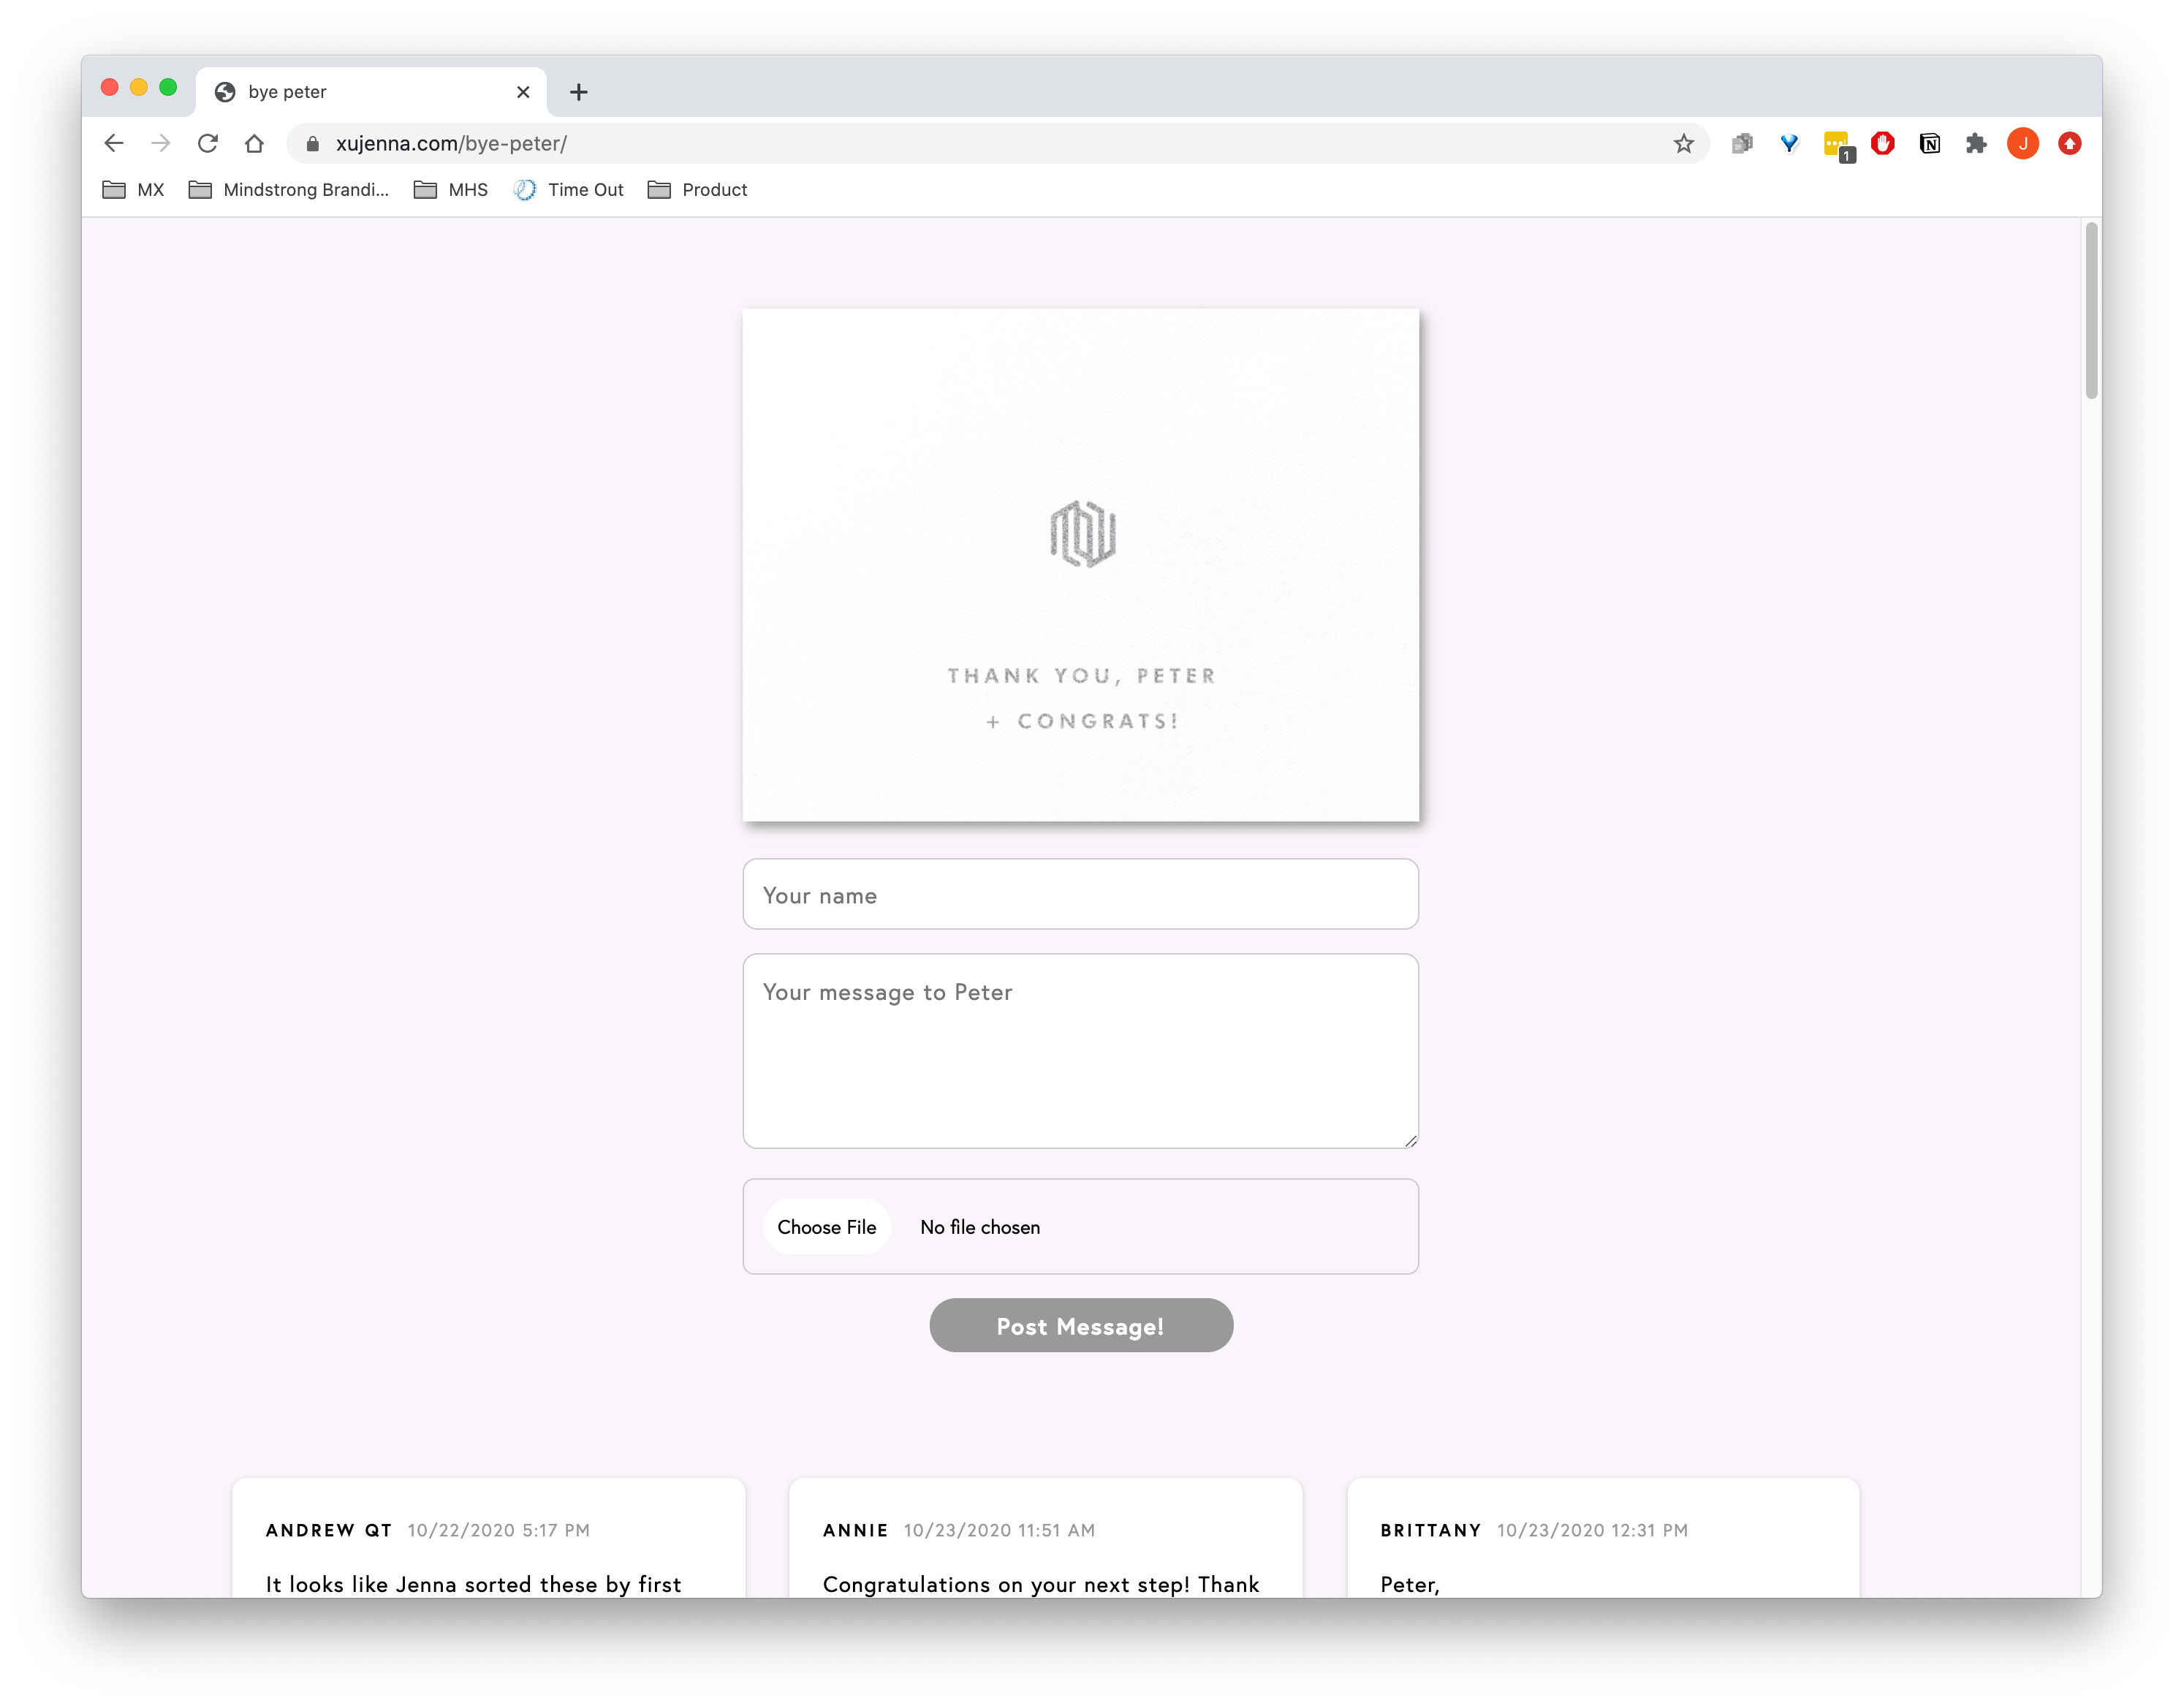 bye peter
xujenna.com/bye-peter/
1
J
MX
Mindstrong Brandi...
MHS
Time Out
Product
THANK YOU, PETER
+ CONGRATS!
Your name
Your message to Peter
Choose File
No file chosen
Post Message!
ANDREW QT 10/22/2020 5:17 PM
It looks like Jenna sorted these by first
ANNIE 10/23/2020 11:51 AM
Congratulations on your next step! Thank
BRITTANY 10/23/2020 12:31 PM
Peter,